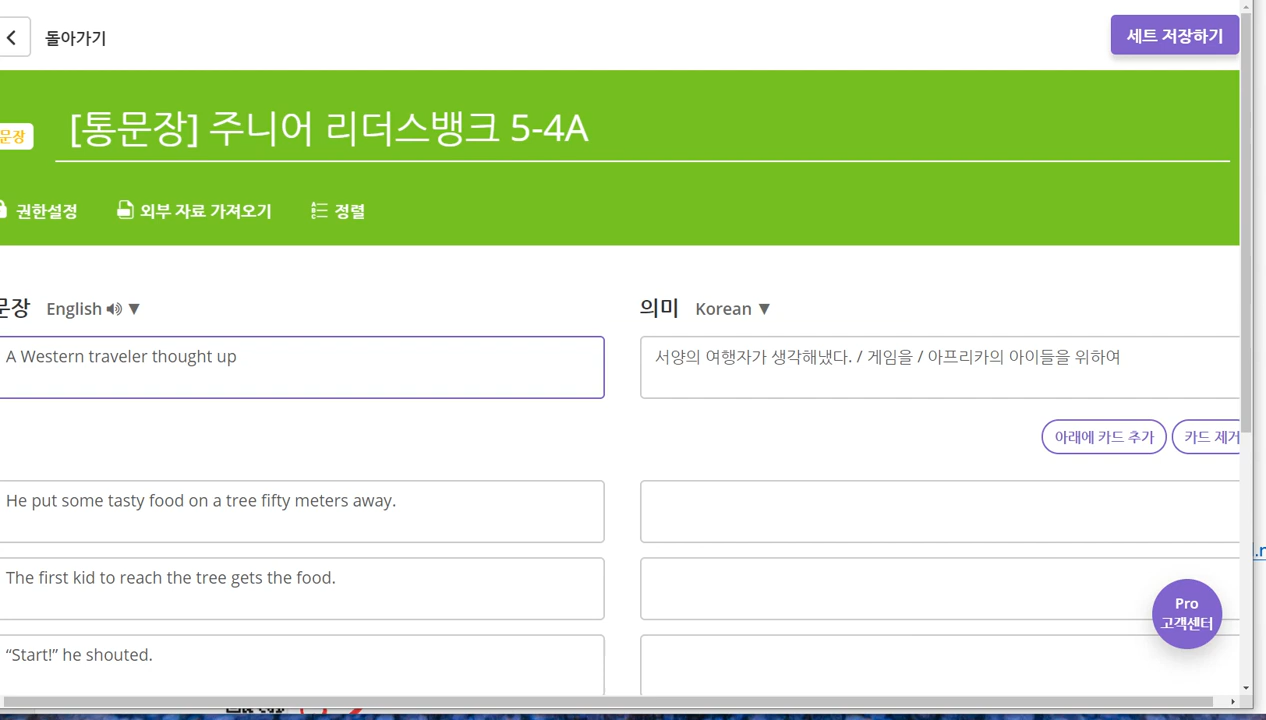 돌아가기
세트 저장하기
문장
[통문장] 주니어 리더스뱅크 5-4A
권한설정
외부 자료 가져오기
정렬
문장
English ▼
의미
Korean ▼
A Western traveler thought up
서양의 여행자가 생각해냈다. / 게임을 / 아프리카의 아이들을 위하여
아래에 카드 추가
카드 제거
He put some tasty food on a tree fifty meters away.
The first kid to reach the tree gets the food.
Pro
고객센터
“Start!” he shouted.